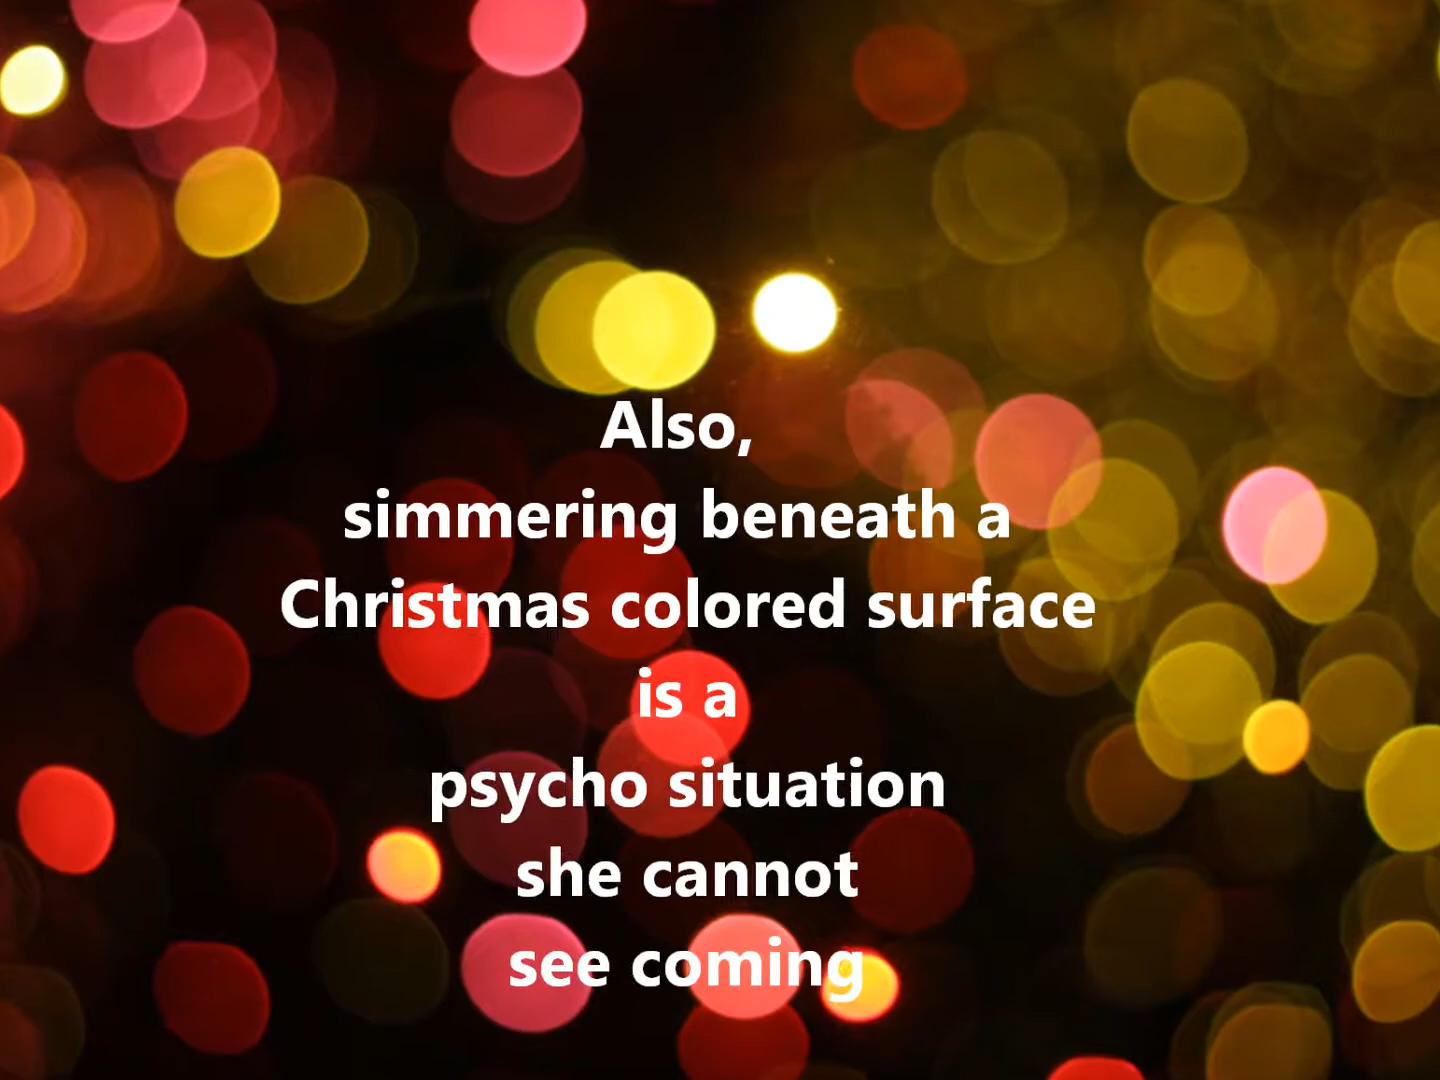 Also,
simmering beneath a
Christmas colored surface
is a
psycho situation
she cannot
see coming